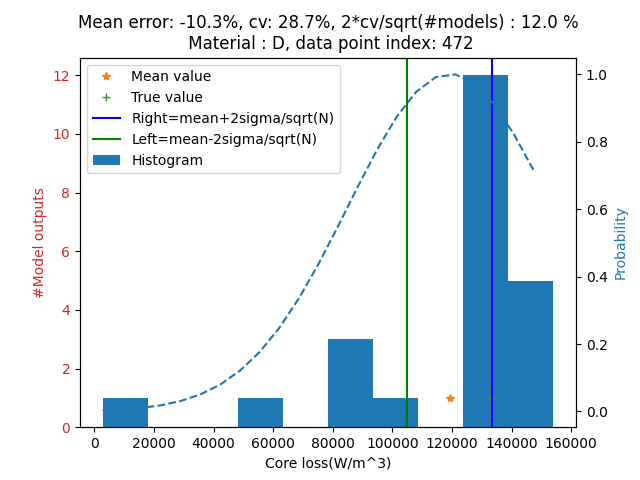 Mean error: -10.3%, cv: 28.7%, 2*cv/sqrt(#models) : 12.0 %
Material : D, data point index: 472
Mean value
True value
Right=mean+2sigma/sqrt(N)
Left=mean-2sigma/sqrt(N)
Histogram
#Model outputs
12
10
8
6
4
2
0
1.0
0.8
0.6
0.4
0.2
0.0
Probability
0 20000 40000 60000 80000 100000 120000 140000 160000
Core loss(W/m^3)